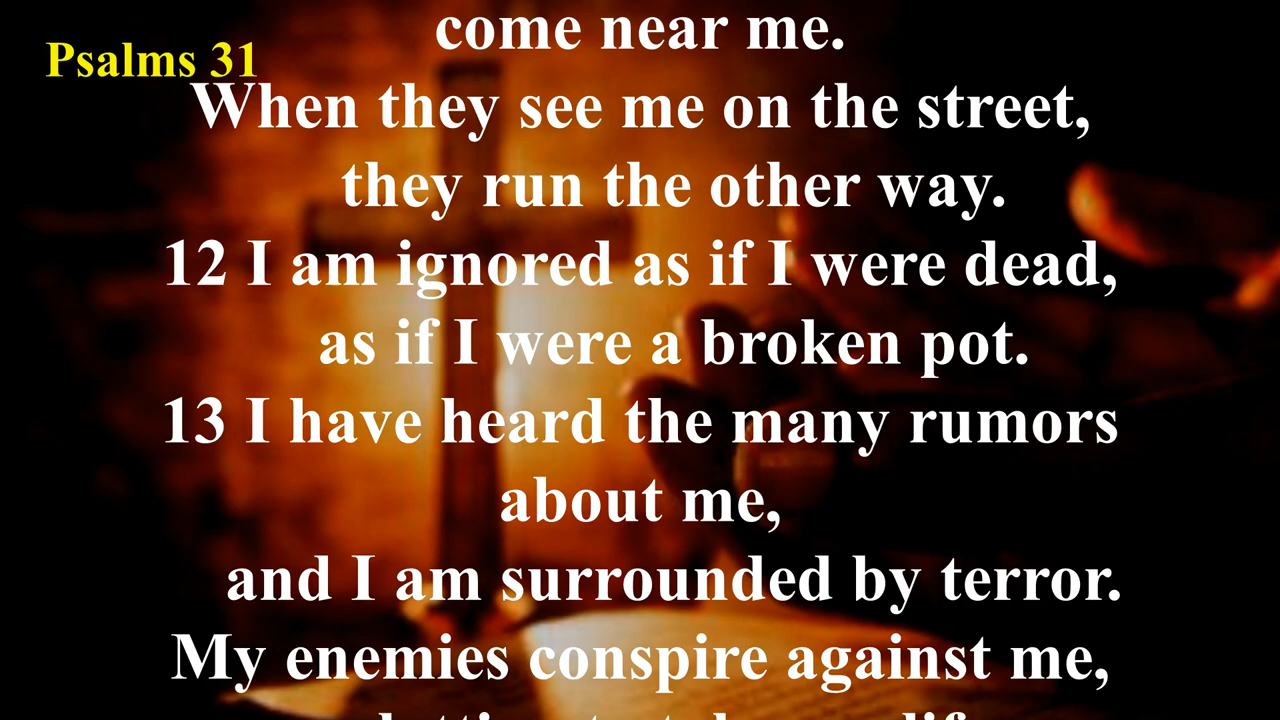 come near me.
Psalms 31
When they see me on the street,
they run the other way.
12 I am ignored as if I were dead,
as if I were a broken pot.
13 I have heard the many rumors
about me,
and I am surrounded by terror.
My enemies conspire against me,